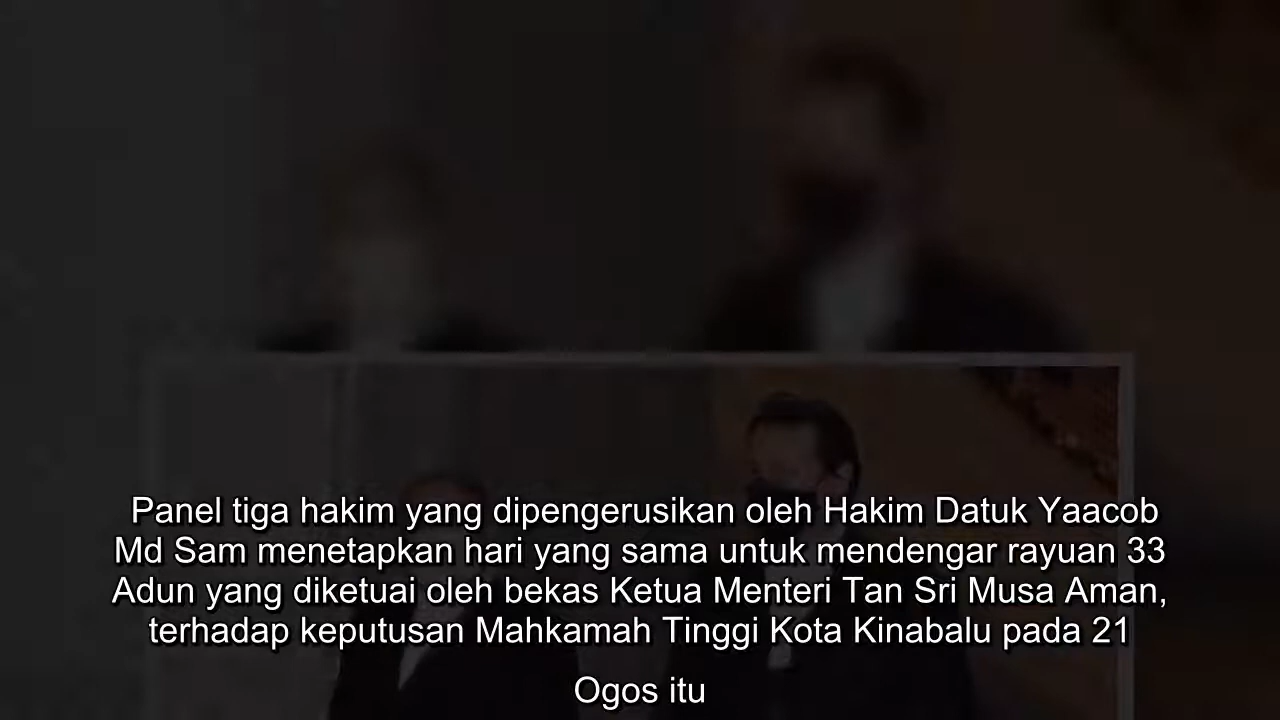 Panel tiga hakim yang dipengerusikan oleh Hakim Datuk Yaacob
Md Sam menetapkan hari yang sama untuk mendengar rayuan 33
Adun yang diketuai oleh bekas Ketua Menteri Tan Sri Musa Aman,
terhadap keputusan Mahkamah Tinggi Kota Kinabalu pada 21
Ogos itu